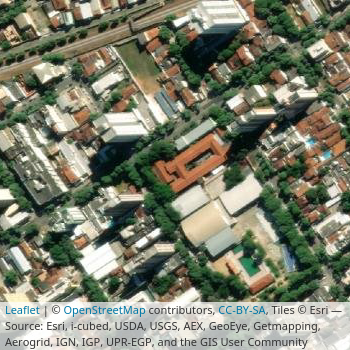 Leaflet | © OpenStreetMap contributors, CC-BY-SA, Tiles © Esri —
Source: Esri, i-cubed, USDA, USGS, AEX, GeoEye, Getmapping,
Aerogrid, IGN, IGP, UPR-EGP, and the GIS User Community